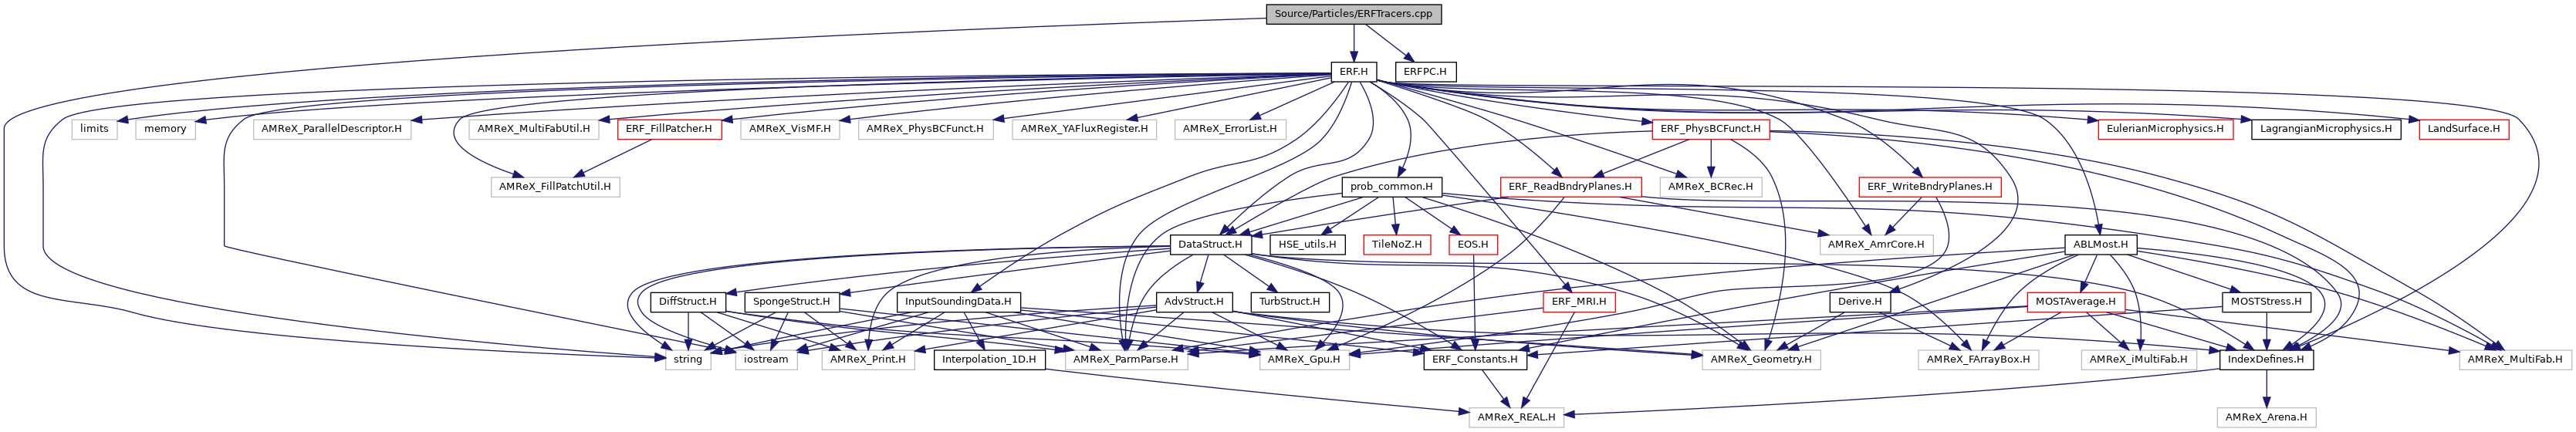 Source/Particles/ERFTracers.cpp
ERF.H
ERFPC.H
limits
memory
AMReX_ParallelDescriptor.H
AMReX_MultiFabUtil.H
ERF_FillPatcher.H
AMReX_VisMF.H
AMReX_PhysBCFunct.H
AMReX_YAFluxRegister.H
AMReX_ErrorList.H
ERF_PhysBCFunct.H
EulerianMicrophysics.H
LagrangianMicrophysics.H
LandSurface.H
AMReX_FillPatchUtil.H
prob_common.H
ERF_ReadBndryPlanes.H
AMReX_BCRec.H
ERF_WriteBndryPlanes.H
DataStruct.H
HSE_utils.H
TileNoZ.H
EOS.H
AMReX_AmrCore.H
ABLMost.H
DiffStruct.H
SpongeStruct.H
InputSoundingData.H
AdvStruct.H
TurbStruct.H
ERF_MRI.H
Derive.H
MOSTAverage.H
MOSTStress.H
string
iostream
AMReX_Print.H
Interpolation_1D.H
AMReX_ParmParse.H
AMReX_Gpu.H
ERF_Constants.H
AMReX_Geometry.H
AMReX_FArrayBox.H
AMReX_iMultiFab.H
IndexDefines.H
AMReX_MultiFab.H
AMReX_REAL.H
AMReX_Arena.H